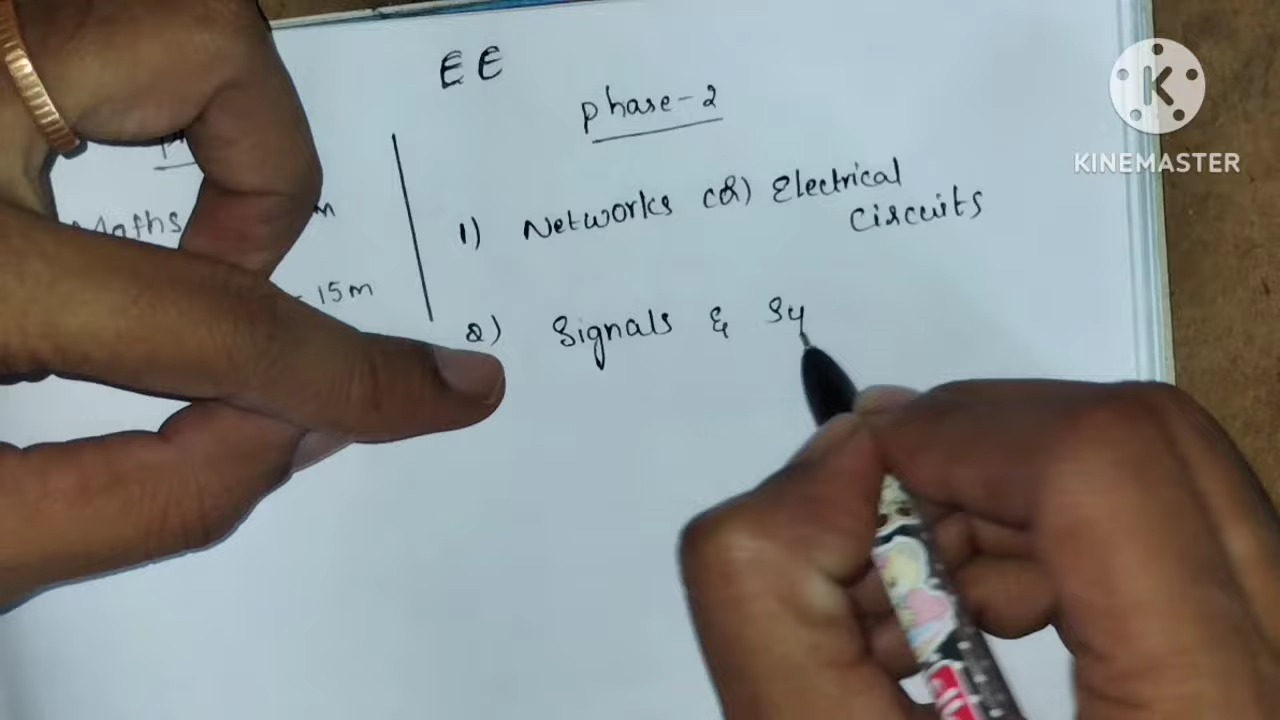 EE
phase-2
Maths
m
- 15m
1) Networks (or) Electrical
Circuits
2) Signals & Sy
KINEMASTER